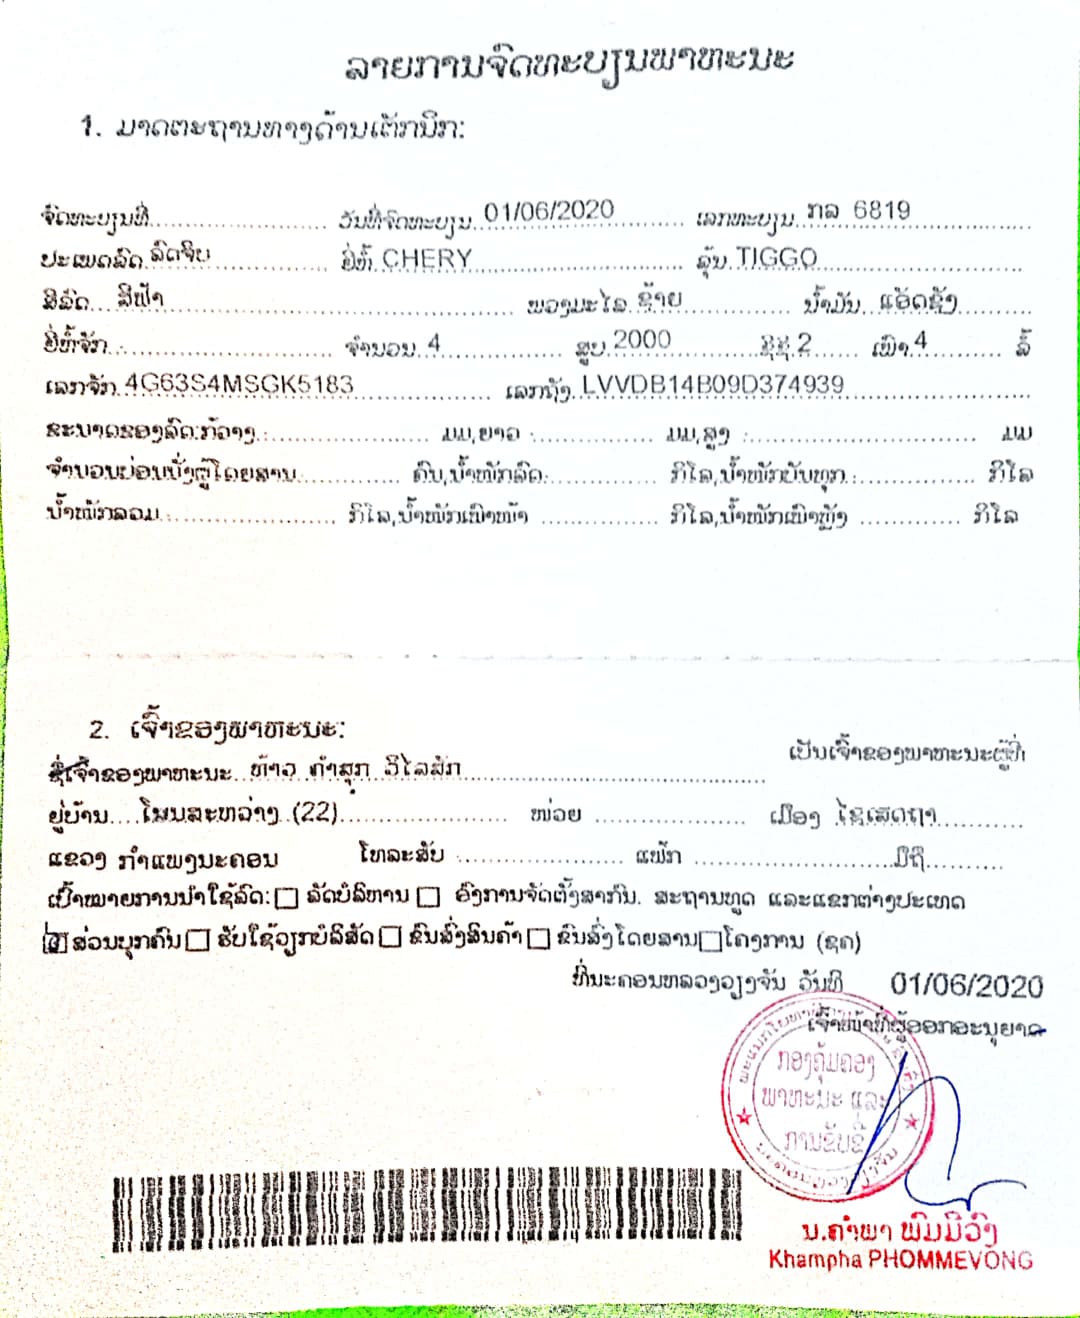 ລາຍການຈົດທະບຽນພາຫະນະ
1. ມາດຕະຖານທາງດ້ານເຕັກນິກ:
ຈົດທະບຽນທີ່ ວັນທີ່ຈົດທະບຽນ 01/06/2020 ເລກທະບຽນ ກລ 6819
ປະເພດລົດ ລົດຈິບ ຍີ່ຫໍ້ CHERY ລຸ້ນ TIGGO
ສີລົດ ສີຟ້າ ພວງມະໄລ ຊ້າຍ ນ້ຳມັນ ແອັດຊັງ
ຍີ່ຫໍ້ຈັກ : ຈຳນວນ 4 ສູບ 2000 ຊີຊີ 2 ເພົາ 4 ລໍ້
ເລກຈັກ 4G63S4MSGK5183 ເລກຖັງ LVVDB14B09D374939
ຂະໜາດຂອງລົດ:ກ້ວາງ : ມມ,ຍາວ : ມມ,ສູງ : ມມ
ຈຳນວນບ່ອນນັ່ງຜູ້ໂດຍສານ: ຄົນ,ນ້ຳໜັກລົດ: ກິໂລ,ນ້ຳໜັກບັນທຸກ : ກິໂລ
ນ້ຳໜັກລວມ : ກິໂລ,ນ້ຳໜັກເພົາໜ້າ ກິໂລ,ນ້ຳໜັກເພົາຫຼັງ ກິໂລ
2. ເຈົ້າຂອງພາຫະນະ:
ເປັນເຈົ້າຂອງພາຫະນະຜູ້ທີ່
ຊື່ເຈົ້າຂອງພາຫະນະ ທ້າວ ຄຳສຸກ ວິໄລສັກ
ຢູ່ບ້ານ ໂພນສະຫວ່າງ (22) ໜ່ວຍ ເມືອງ ໄຊເສດຖາ
ແຂວງ ກຳແພງນະຄອນ ໂທລະສັບ : ແຟັກ ມືຖື
ເປົ້າໝາຍການນຳໃຊ້ລົດ: ລັດບໍລິຫານ ອົງການຈັດຕັ້ງສາກົນ. ສະຖານທູດ ແລະແຂກຕ່າງປະເທດ
ສ່ວນບຸກຄົນ ຮັບໃຊ້ວຽກບໍລິສັດ ຂົນສົ່ງສິນຄ້າ ຂົນສົ່ງໂດຍສານ ໂຄງການ (ຊຄ)
ທີ່ນະຄອນຫລວງວຽງຈັນ ວັນທີ 01/06/2020
ເຈົ້າໜ້າທີ່ຜູ້ອອກອະນຸຍາດ
ກອງຄຸ້ມຄອງ
ພາຫະນະ ແລະ
ການຂັບຂີ່
ນ.ຄຳພາ ພົມມີວົງ
Khampha PHOMMEVONG